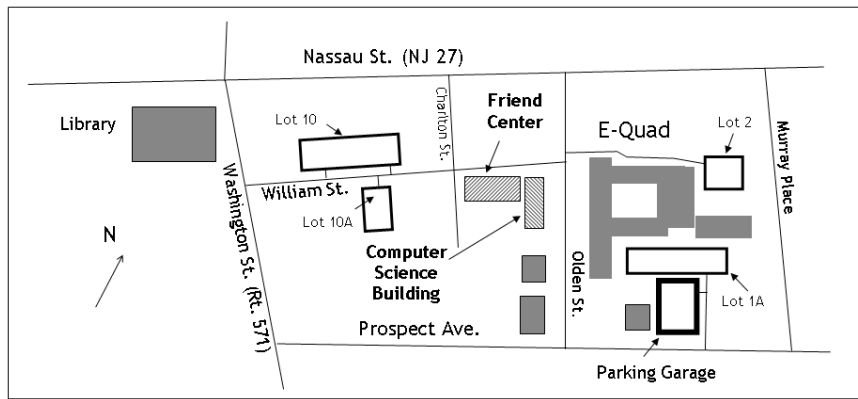 Nassau St. (NJ 27)
Library
Lot 10
Charlton St.
Friend
Center
E-Quad
Lot 2
Murray Place
Washington St. (Rt. 571)
William St.
Lot 10A
N
Computer
Science
Building
Olden St.
Lot 1A
Prospect Ave.
Parking Garage